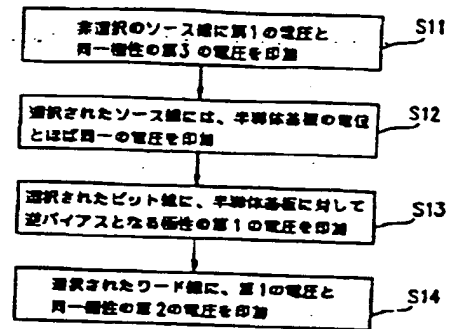 非選択のソース線に第1の電圧と
同一極性の第3の電圧を印加
S11
選択されたソース線には、半導体基板の電位
とほぼ同一の電圧を印加
S12
選択されたビット線に、半導体基板に対して
逆バイアスとなる極性の第1の電圧を印加
S13
選択されたワード線に、第1の電圧と
同一極性の第2の電圧を印加
S14